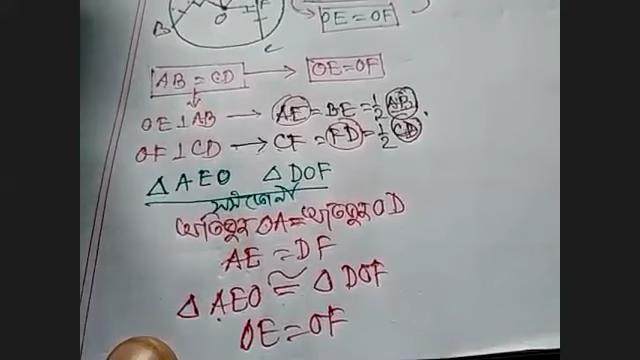 B O F
C
OE = OF
AB = CD → OE = OF
OE ⊥ AB → AE = BE = 1/2 AB.
OF ⊥ CD → CF = FD = 1/2 CD
△ AEO △ DOF
সমকোণী
অতিভুজ OA = অতিভুজ OD
AE = DF
△ AEO ≅ △ DOF
OE = OF